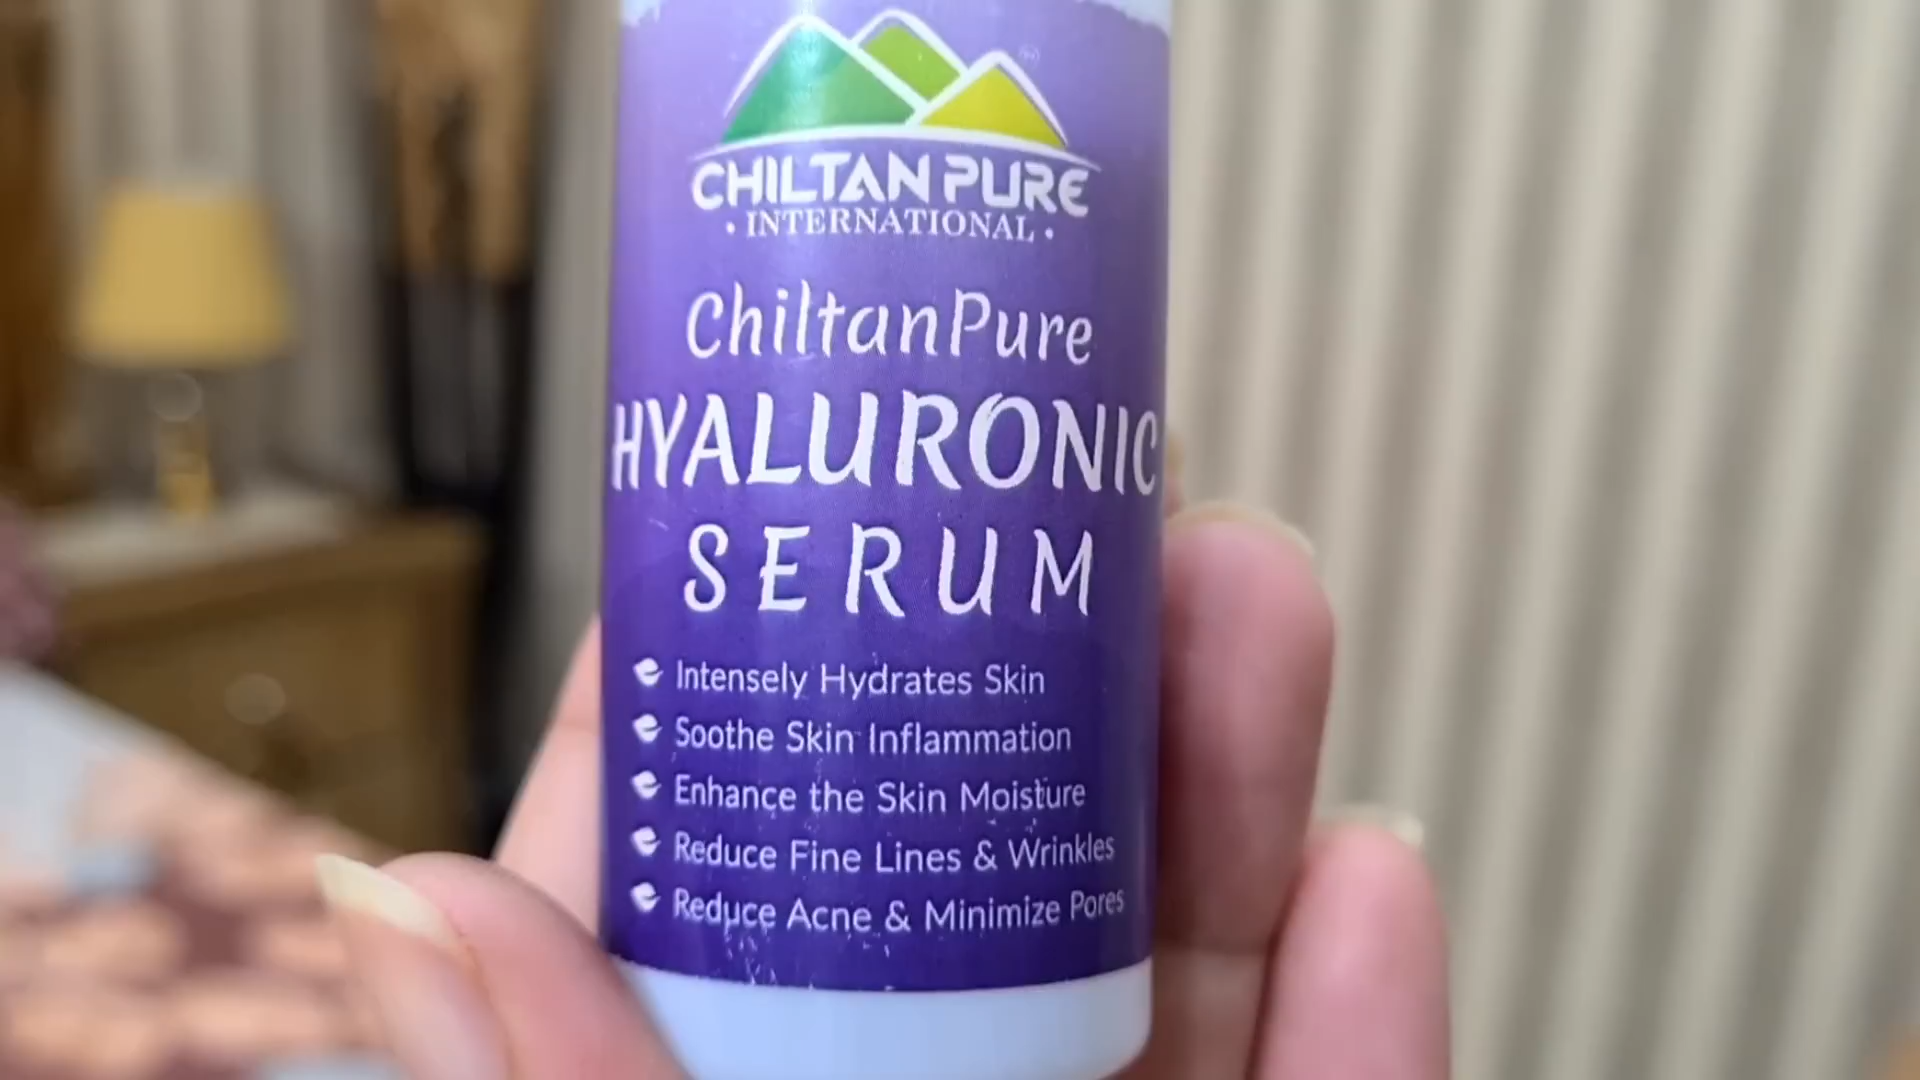 CHILTAN PURE
• INTERNATIONAL •
ChiltanPure
HYALURONIC
SERUM
Intensely Hydrates Skin
Soothe Skin Inflammation
Enhance the Skin Moisture
Reduce Fine Lines & Wrinkles
Reduce Acne & Minimize Pores